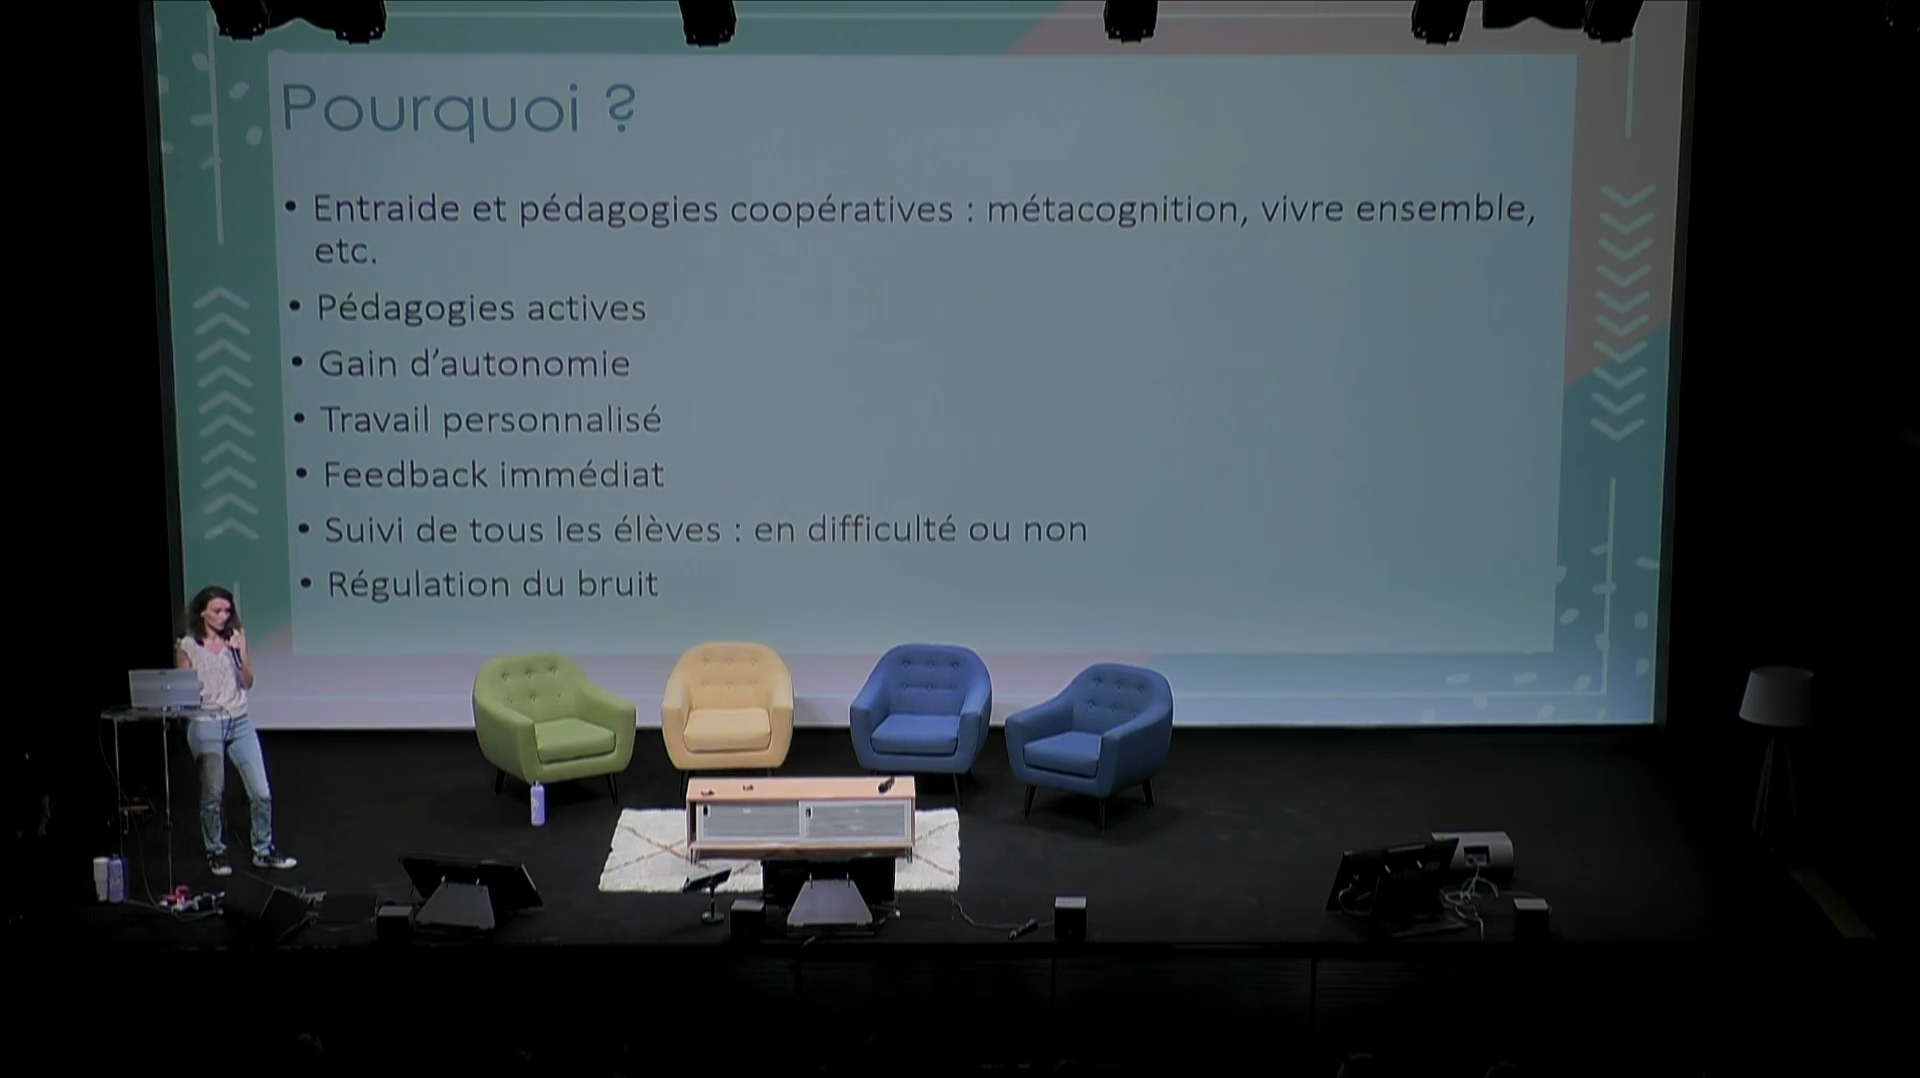 Pourquoi ?
• Entraide et pédagogies coopératives : métacognition, vivre ensemble,
etc.
• Pédagogies actives
• Gain d’autonomie
• Travail personnalisé
• Feedback immédiat
• Suivi de tous les élèves : en difficulté ou non
• Régulation du bruit